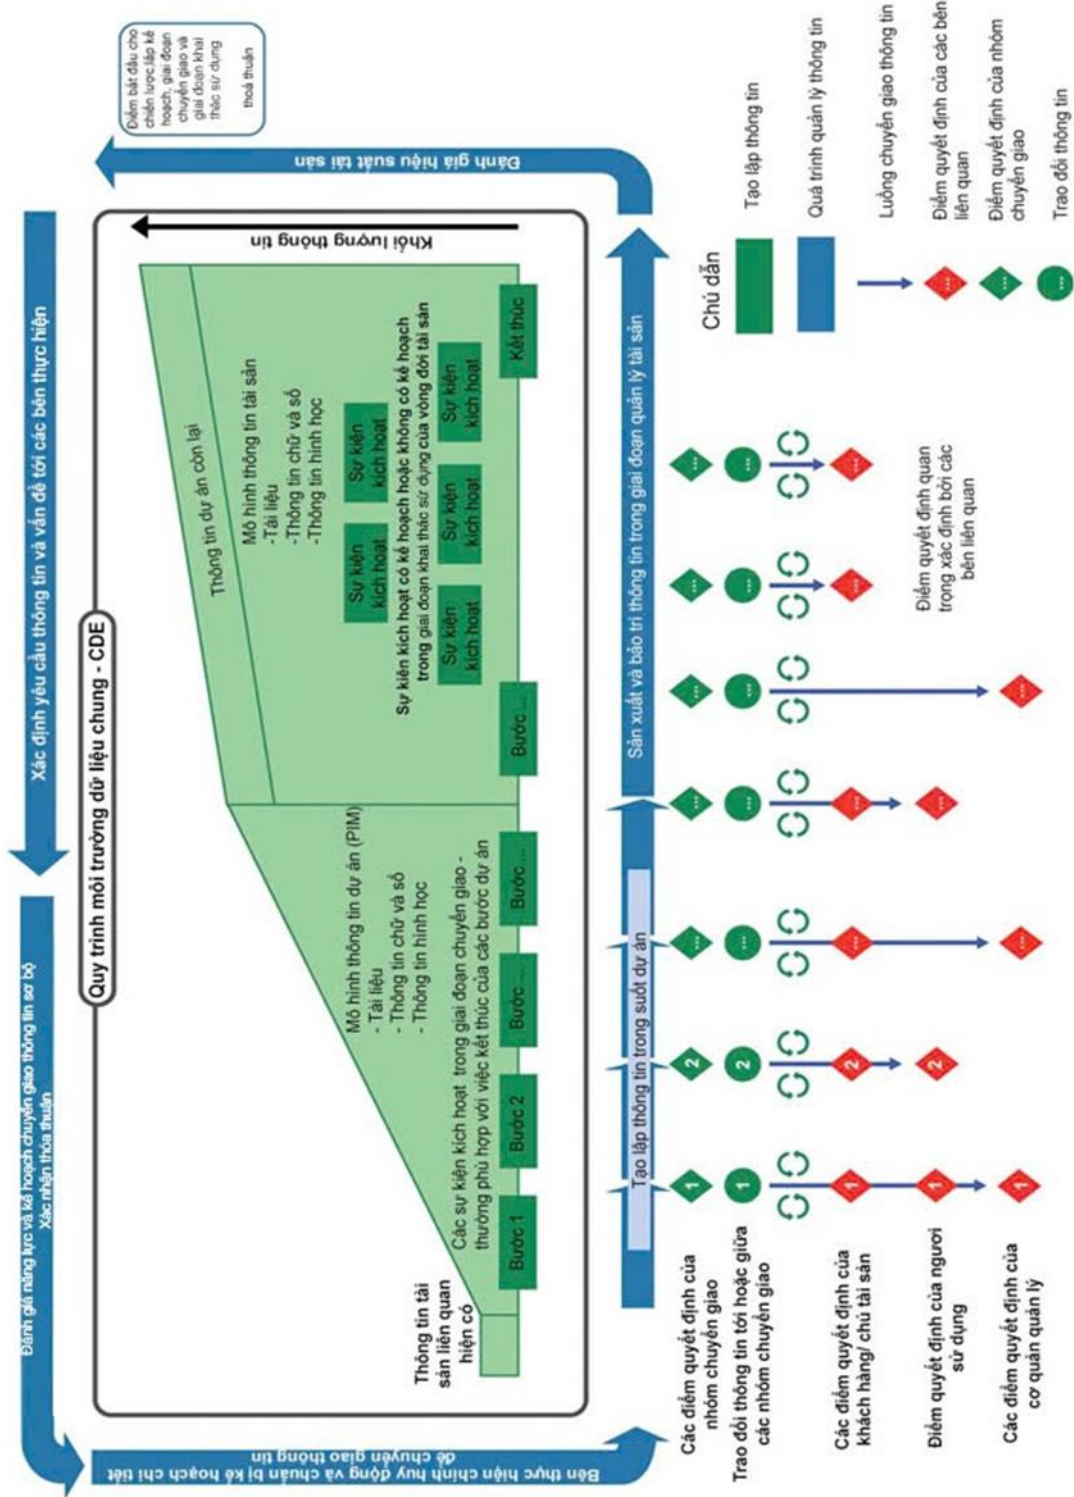 Đánh giá năng lực và kế hoạch chuyển giao thông tin sơ bộ
Xác nhận thỏa thuận
Xác định yêu cầu thông tin và vấn đề tới các bên thực hiện
Điểm bắt đầu cho
chiến lược lập kế
hoạch, giai đoạn
chuyển giao và
giai đoạn khai
thác sử dụng
thoả thuận
Quy trình môi trường dữ liệu chung - CDE
Bên thực hiện chính huy động và chuẩn bị kế hoạch chi tiết
để chuyển giao thông tin
Đánh giá hiệu suất tài sản
Khối lượng thông tin
Thông tin dự án còn lại
Mô hình thông tin tài sản
-Tài liệu
-Thông tin chữ và số
-Thông tin hình học
Sự kiện
kích hoạt
Sự kiện
kích hoạt
Sự kiện kích hoạt có kế hoạch hoặc không có kế hoạch
trong giai đoạn khai thác sử dụng của vòng đời tài sản
Sự kiện
kích hoạt
Sự kiện
kích hoạt
Sự kiện
kích hoạt
Mô hình thông tin dự án (PIM)
- Tài liệu
- Thông tin chữ và số
- Thông tin hình học
Các sự kiện kích hoạt trong giai đoạn chuyển giao -
thường phù hợp với việc kết thúc của các bước dự án
Thông tin tài
sản liên quan
hiện có
Bước 1
Bước 2
Bước ...
Bước ...
Bước ...
Kết thúc
Tạo lập thông tin trong suốt dự án
Sản xuất và bảo trì thông tin trong giai đoạn quản lý tài sản
Các điểm quyết định của
nhóm chuyển giao
1
2
...
...
...
...
...
Trao đổi thông tin tới hoặc giữa
các nhóm chuyển giao
1
2
...
...
...
...
...
Các điểm quyết định của
khách hàng/ chủ tài sản
1
2
...
...
...
...
Điểm quyết định của người
sử dụng
1
2
...
Các điểm quyết định của
cơ quan quản lý
1
...
...
Điểm quyết định quan
trọng xác định bởi các
bên liên quan
Chú dẫn
Tạo lập thông tin
Quá trình quản lý thông tin
Luồng chuyển giao thông tin
...
Điểm quyết định của các bên
liên quan
...
Điểm quyết định của nhóm
chuyển giao
...
Trao đổi thông tin